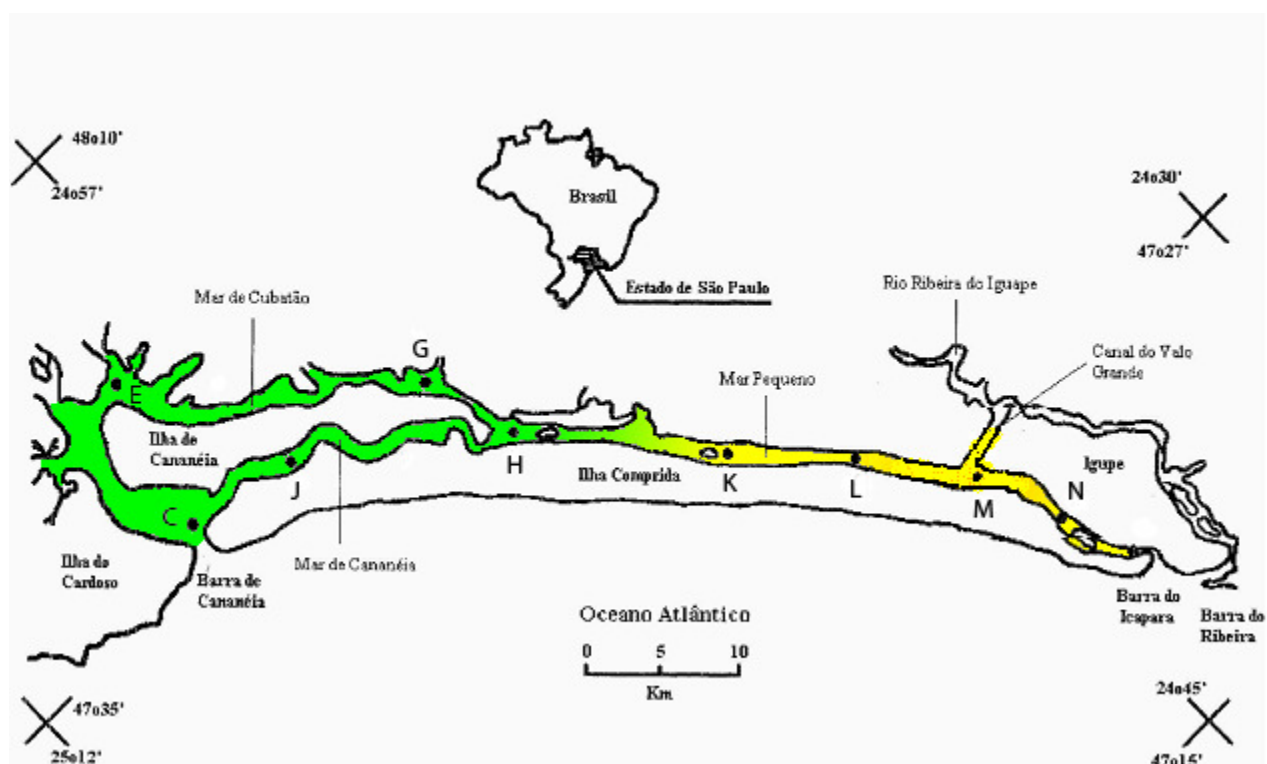 48o10'
24o57'
Brasil
Estado de São Paulo
24o30'
47o27'
Rio Ribeira do Iguape
Canal do Valo
Grande
Mar de Cubatão
G
Mar Pequeno
E
Ilha de
Cananéia
H
Ilha Comprida
Igupe
J
K
L
M
N
C
Ilha do
Cardoso
Barra de
Cananéia
Mar de Cananéia
Oceano Atlântico
0 5 10
Km
Barra do
Icapara
Barra do
Ribeira
47o35'
25o12'
24o45'
47o15'